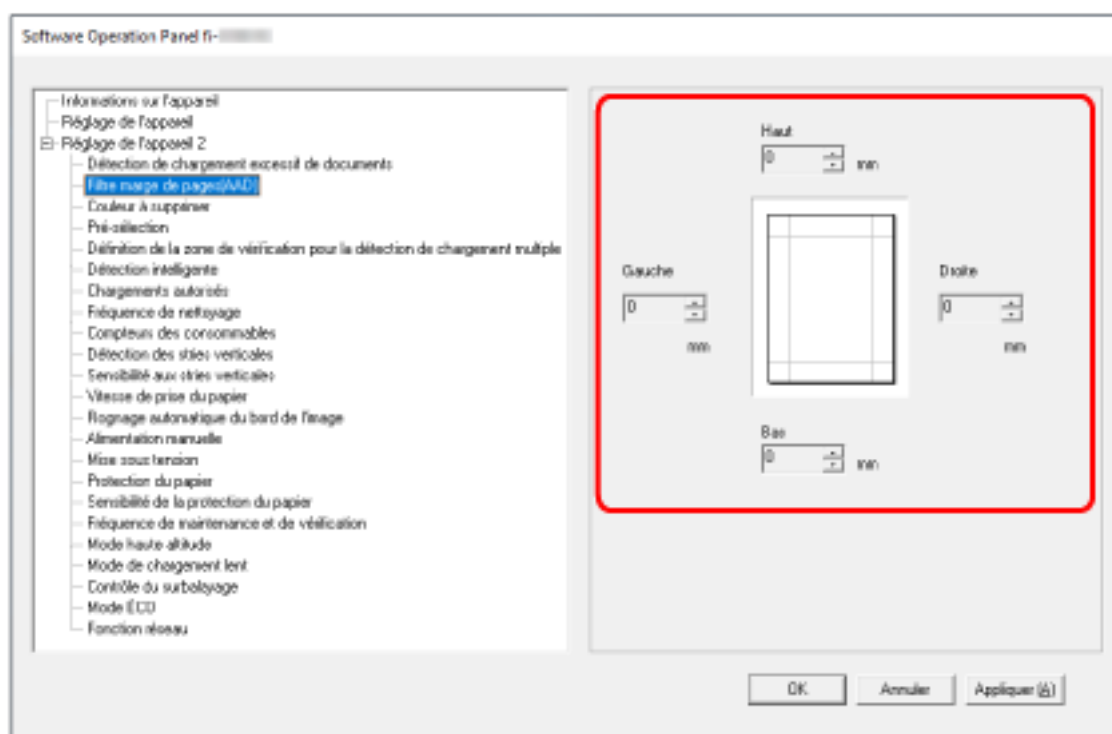 Software Operation Panel fi-
Informations sur l'appareil
Réglage de l'appareil
Réglage de l'appareil 2
Détection de chargement excessif de documents
Filtre marge de pages(AAD)
Couleur à supprimer
Pré-sélection
Définition de la zone de vérification pour la détection de chargement multiple
Détection intelligente
Chargements autorisés
Fréquence de nettoyage
Compteurs des consommables
Détection des stries verticales
Sensibilité aux stries verticales
Vitesse de prise du papier
Rognage automatique du bord de l'image
Alimentation manuelle
Mise sous tension
Protection du papier
Sensibilité de la protection du papier
Fréquence de maintenance et de vérification
Mode haute altitude
Mode de chargement lent
Contrôle du surbalayage
Mode ÉCO
Fonction réseau
Haut
0 mm
Gauche
0
mm
Droite
0
mm
Bas
0 mm
OK Annuler Appliquer (A)